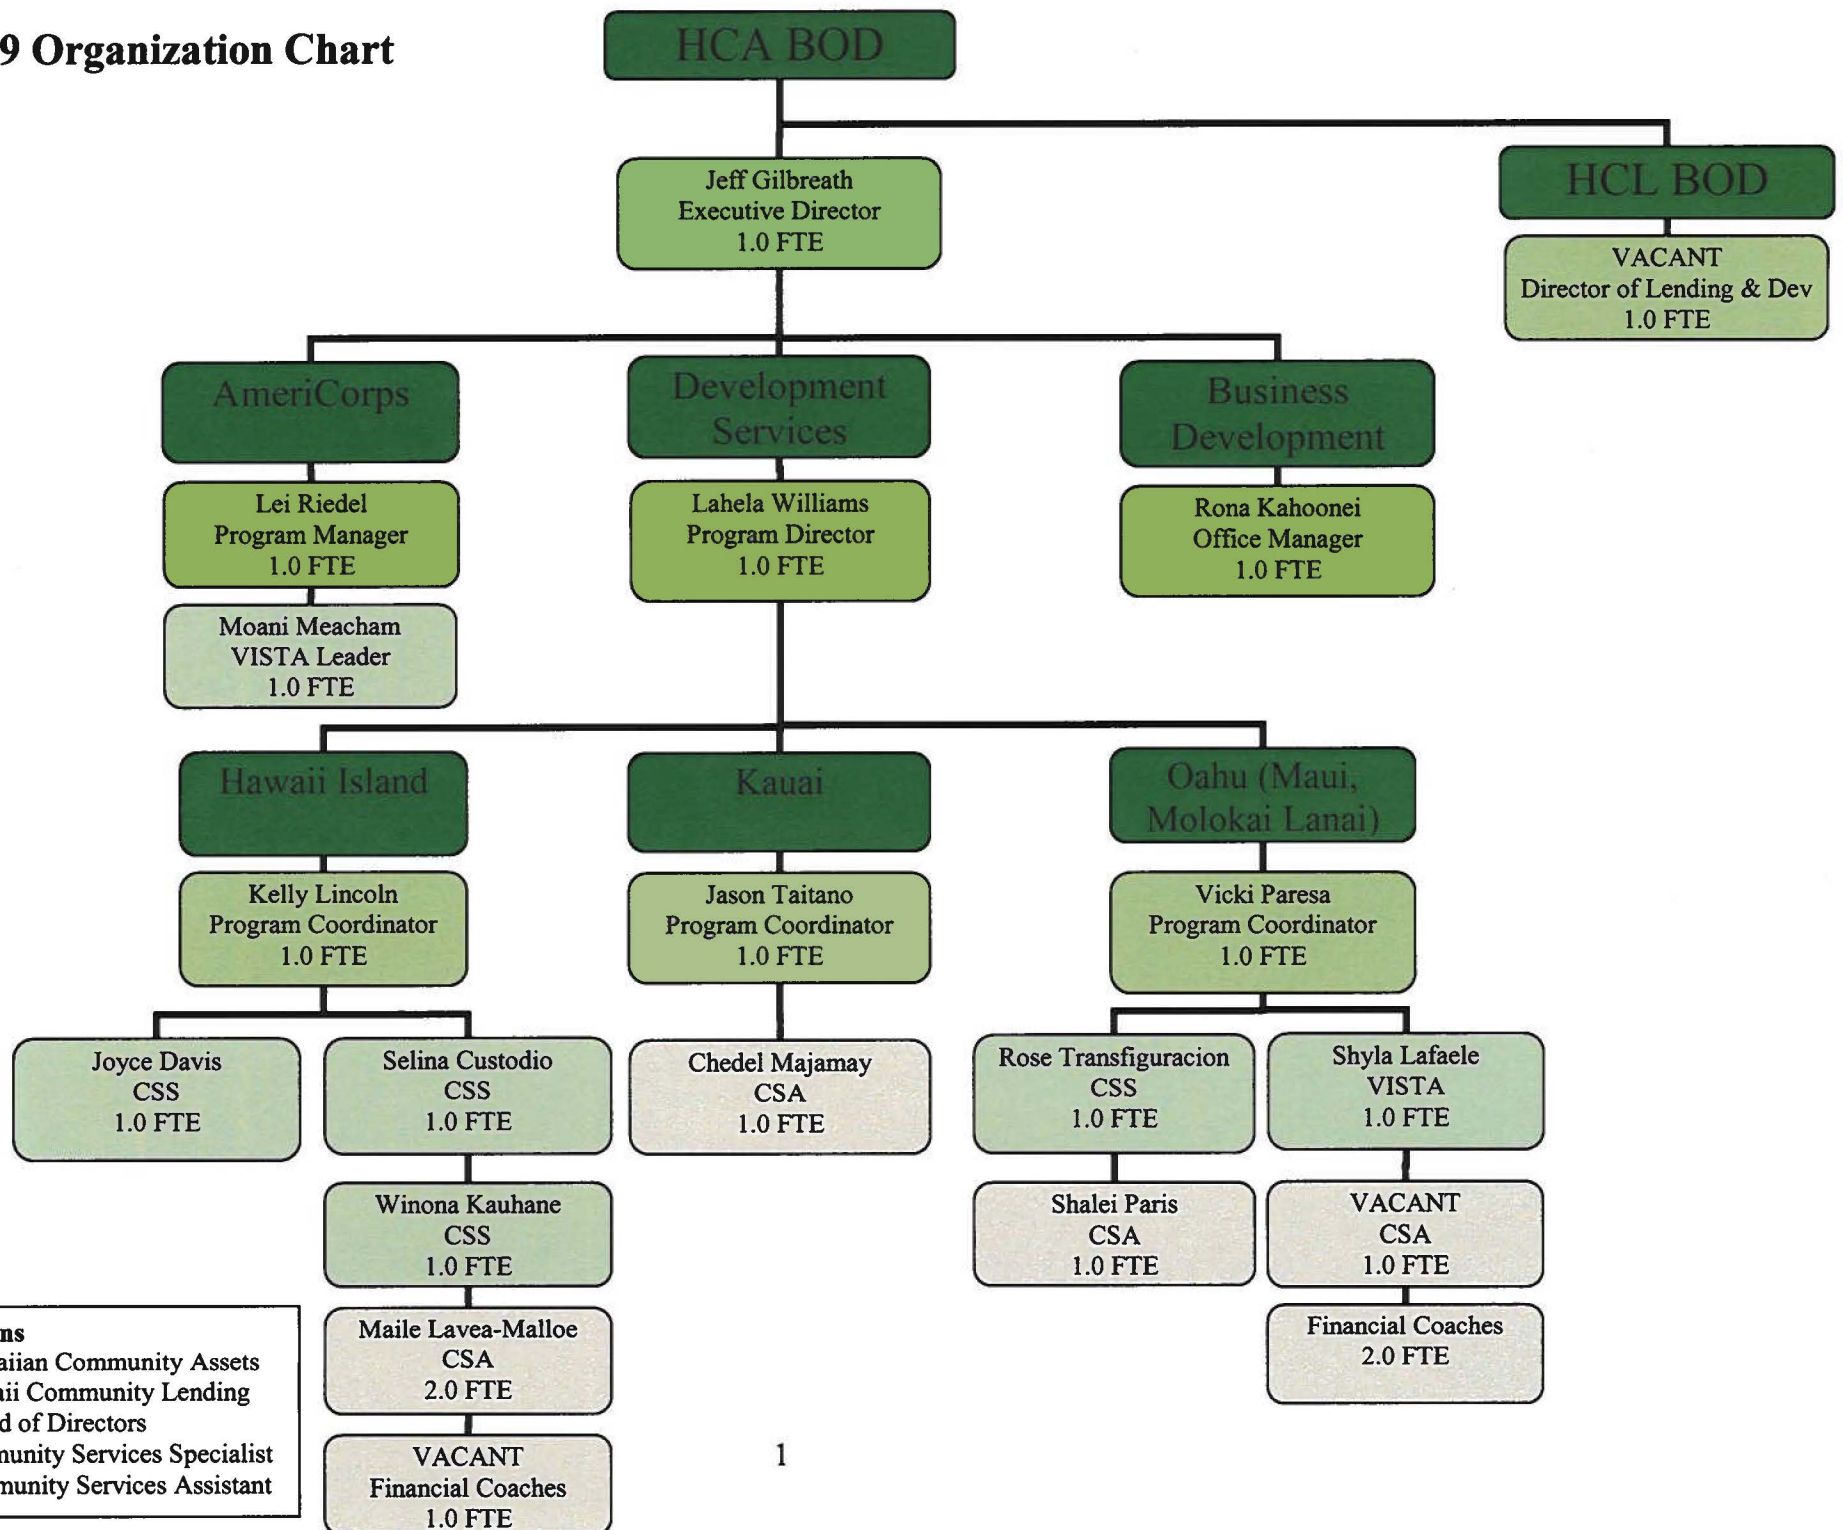 9 Organization Chart
HCA BOD
HCL BOD
Jeff Gilbreath
Executive Director
1.0 FTE
VACANT
Director of Lending & Dev
1.0 FTE
AmeriCorps
Development
Services
Business
Development
Lei Riedel
Program Manager
1.0 FTE
Lahela Williams
Program Director
1.0 FTE
Rona Kahoonei
Office Manager
1.0 FTE
Moani Meacham
VISTA Leader
1.0 FTE
Hawaii Island
Kauai
Oahu (Maui,
Molokai Lanai)
Kelly Lincoln
Program Coordinator
1.0 FTE
Jason Taitano
Program Coordinator
1.0 FTE
Vicki Paresa
Program Coordinator
1.0 FTE
Joyce Davis
CSS
1.0 FTE
Selina Custodio
CSS
1.0 FTE
Chedel Majamay
CSA
1.0 FTE
Rose Transfiguracion
CSS
1.0 FTE
Shyla Lafaele
VISTA
1.0 FTE
Winona Kauhane
CSS
1.0 FTE
Shalei Paris
CSA
1.0 FTE
VACANT
CSA
1.0 FTE
Maile Lavea-Malloe
CSA
2.0 FTE
Financial Coaches
2.0 FTE
VACANT
Financial Coaches
1.0 FTE
ns
aiian Community Assets
aii Community Lending
d of Directors
munity Services Specialist
munity Services Assistant
1